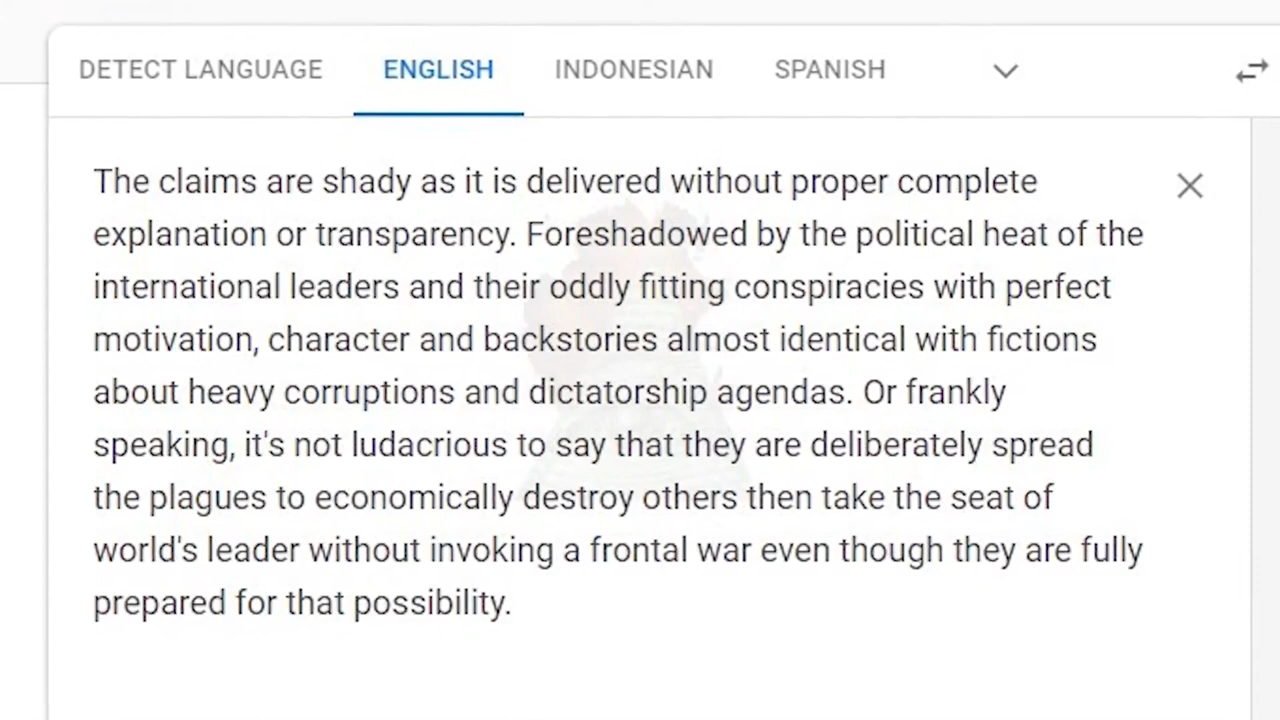 DETECT LANGUAGE ENGLISH INDONESIAN SPANISH
The claims are shady as it is delivered without proper complete
explanation or transparency. Foreshadowed by the political heat of the
international leaders and their oddly fitting conspiracies with perfect
motivation, character and backstories almost identical with fictions
about heavy corruptions and dictatorship agendas. Or frankly
speaking, it's not ludacrious to say that they are deliberately spread
the plagues to economically destroy others then take the seat of
world's leader without invoking a frontal war even though they are fully
prepared for that possibility.